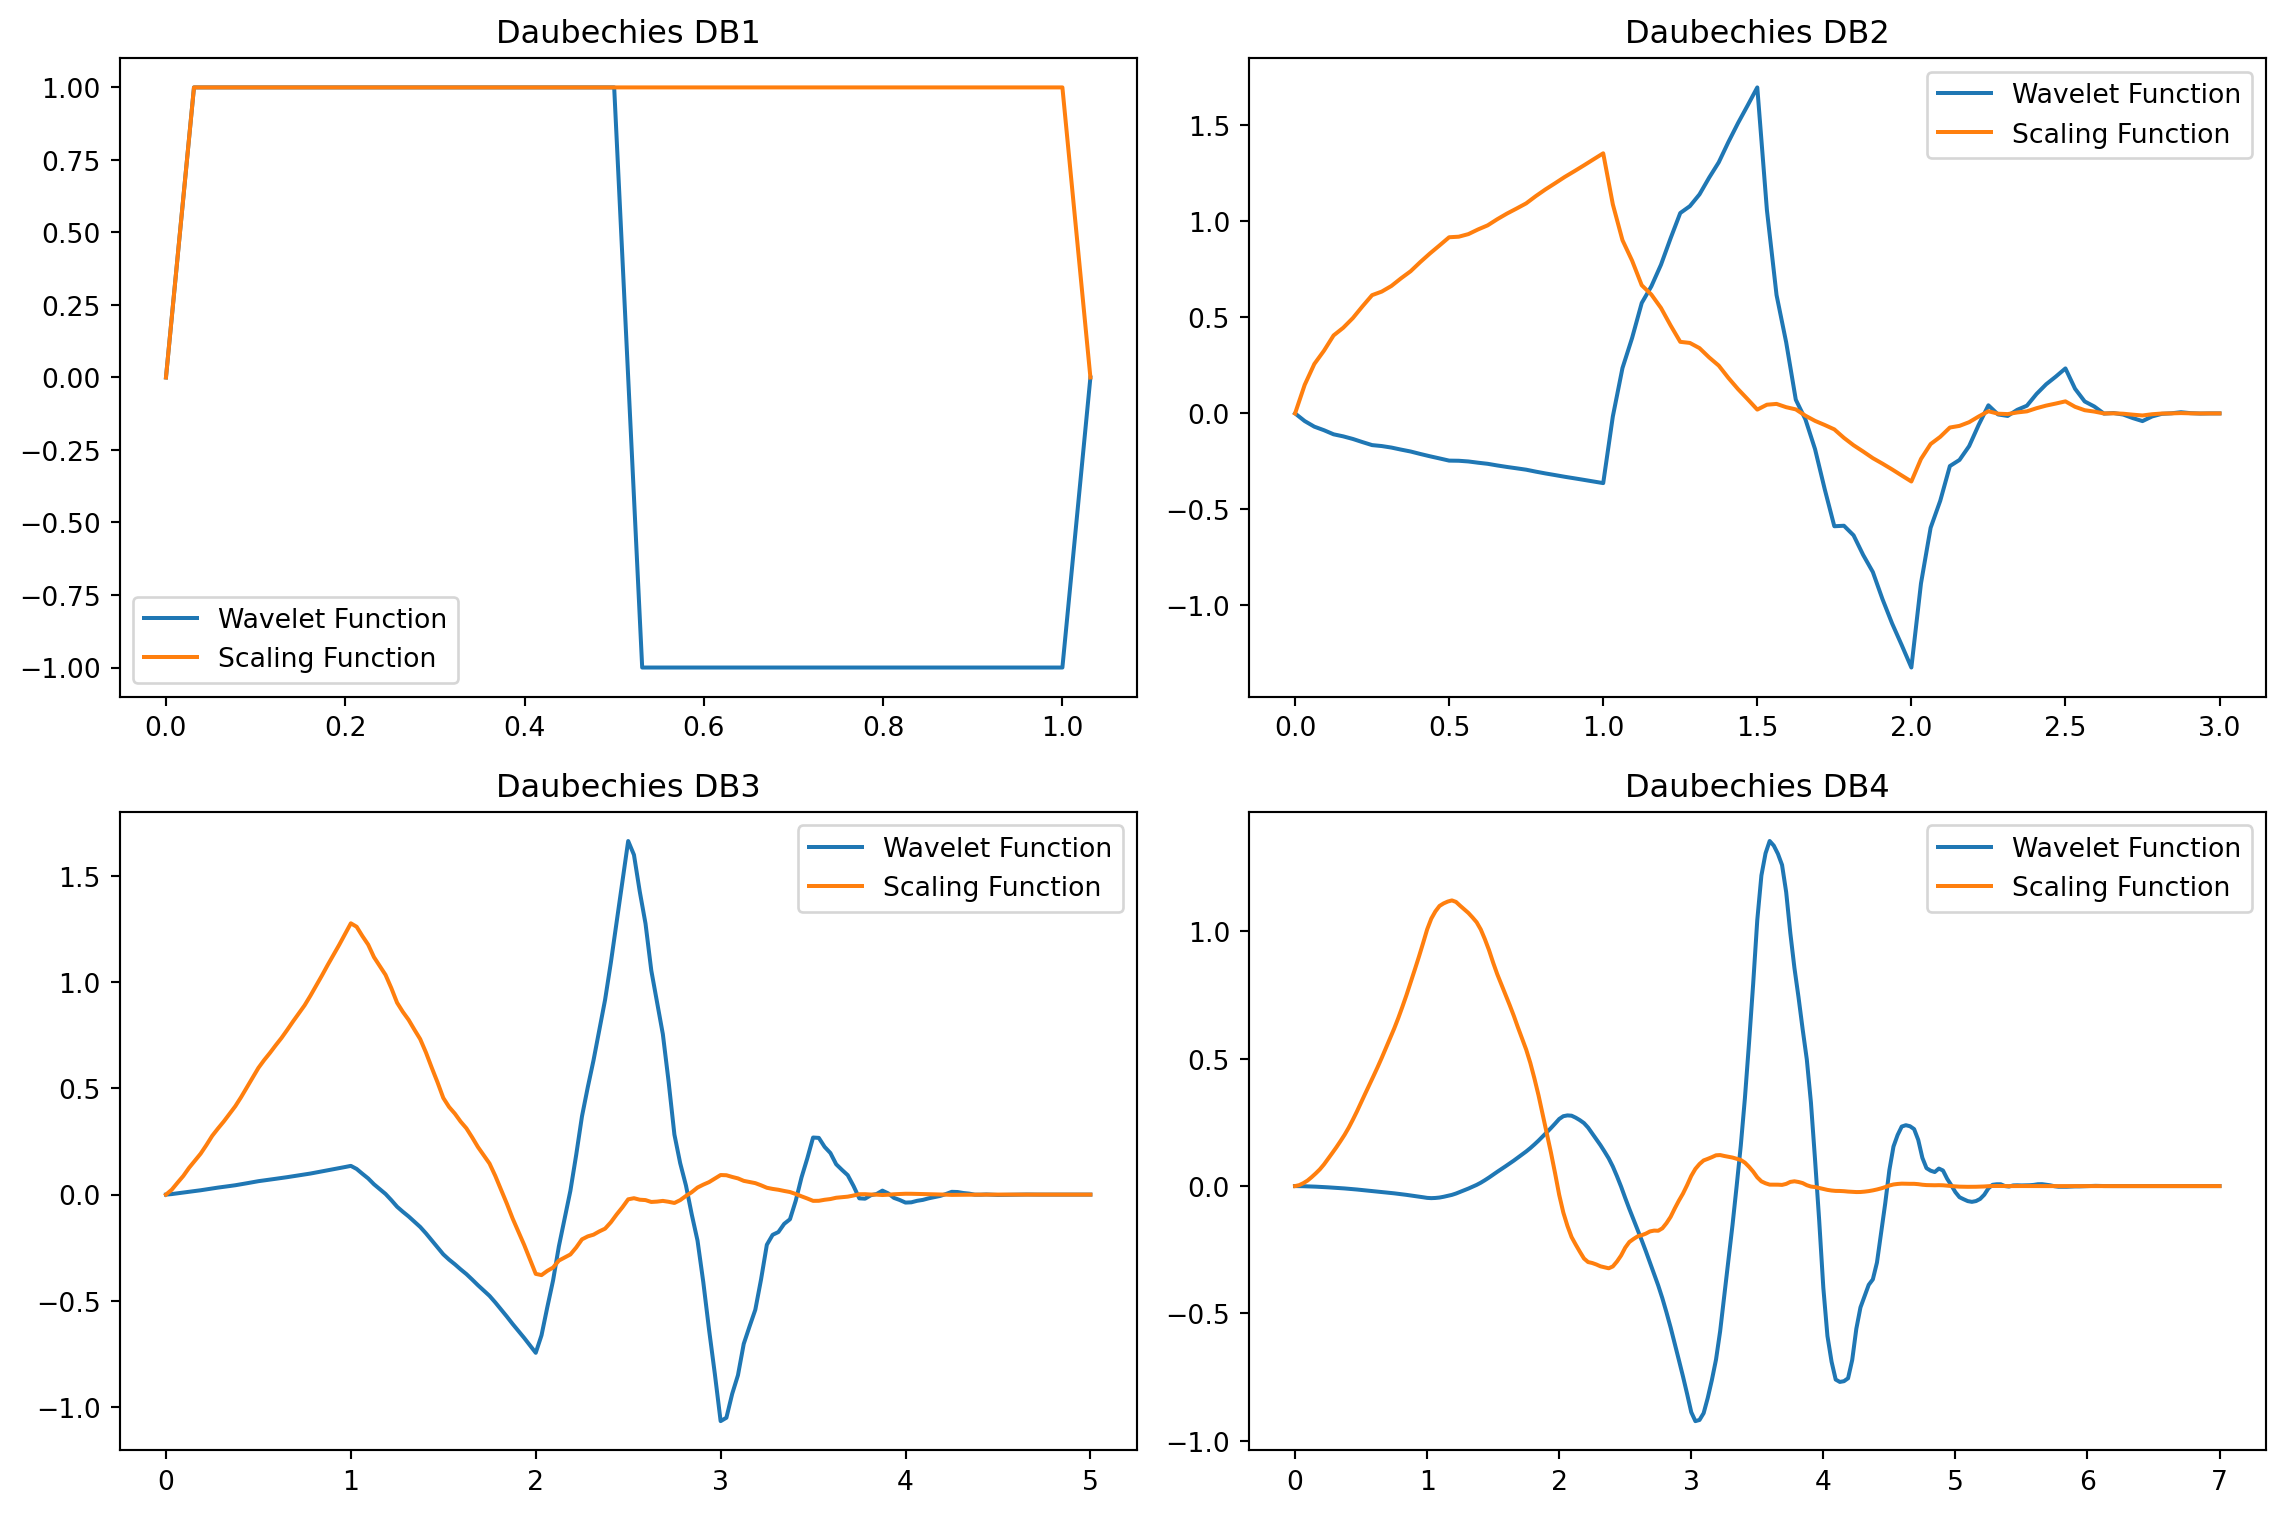 Daubechies DB1
1.00
0.75
0.50
0.25
0.00
−0.25
−0.50
−0.75
−1.00
Wavelet Function
Scaling Function
0.0 0.2 0.4 0.6 0.8 1.0
Daubechies DB2
1.5
1.0
0.5
0.0
−0.5
−1.0
Wavelet Function
Scaling Function
0.0 0.5 1.0 1.5 2.0 2.5 3.0
Daubechies DB3
1.5
1.0
0.5
0.0
−0.5
−1.0
Wavelet Function
Scaling Function
0 1 2 3 4 5
Daubechies DB4
1.0
0.5
0.0
−0.5
−1.0
Wavelet Function
Scaling Function
0 1 2 3 4 5 6 7